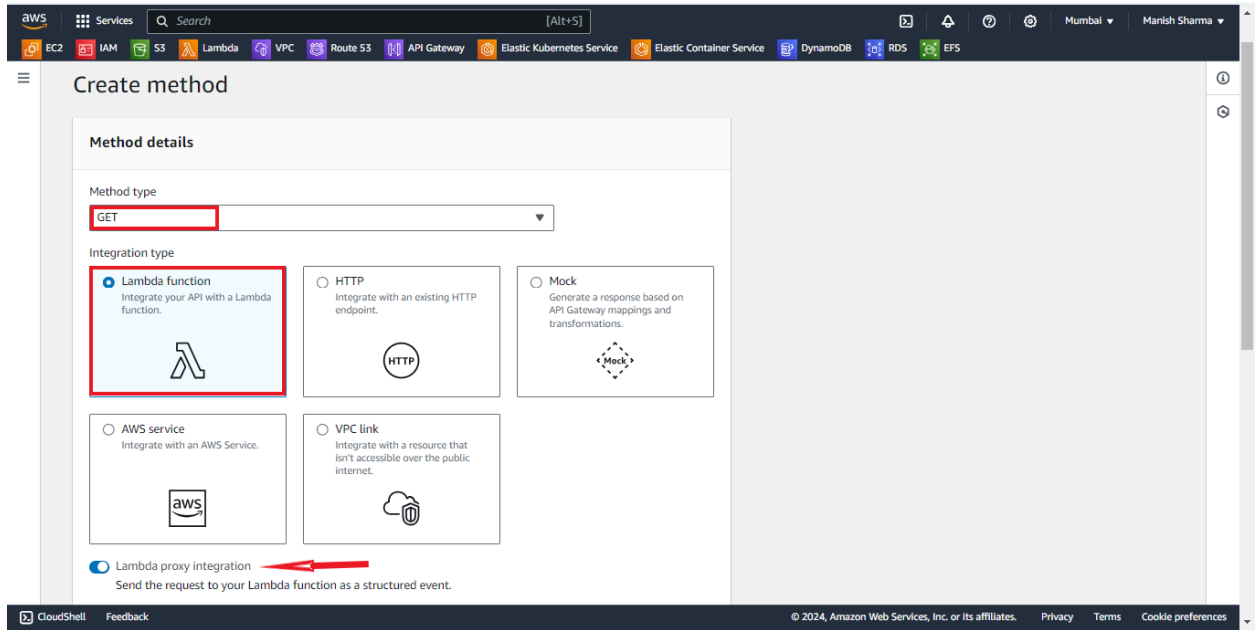 aws Services Search [Alt+S] Mumbai Manish Sharma
EC2 IAM S3 Lambda VPC Route 53 API Gateway Elastic Kubernetes Service Elastic Container Service DynamoDB RDS EFS
Create method
Method details
Method type
GET
Integration type
Lambda function
Integrate your API with a Lambda
function.
HTTP
Integrate with an existing HTTP
endpoint.
HTTP
Mock
Generate a response based on
API Gateway mappings and
transformations.
Mock
AWS service
Integrate with an AWS Service.
aws
VPC link
Integrate with a resource that
isn't accessible over the public
internet.
Lambda proxy integration
Send the request to your Lambda function as a structured event.
CloudShell Feedback © 2024, Amazon Web Services, Inc. or its affiliates. Privacy Terms Cookie preferences